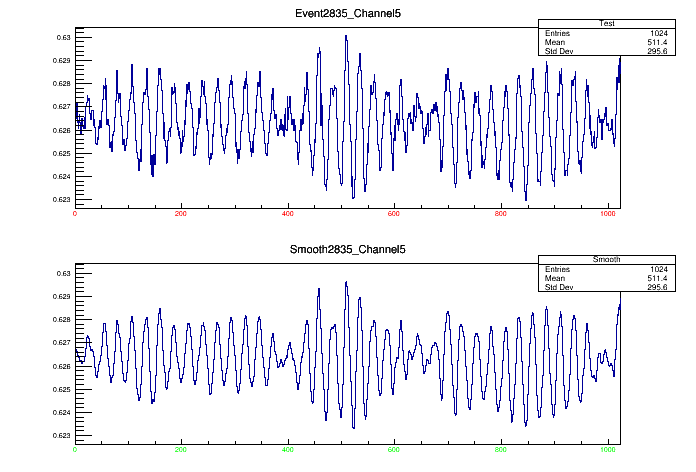 Event2835_Channel5
Test
Entries 1024
Mean 511.4
Std Dev 295.6
0.63
0.629
0.628
0.627
0.626
0.625
0.624
0.623
0 200 400 600 800 1000
Smooth2835_Channel5
Smooth
Entries 1024
Mean 511.4
Std Dev 295.6
0.63
0.629
0.628
0.627
0.626
0.625
0.624
0.623
0 200 400 600 800 1000